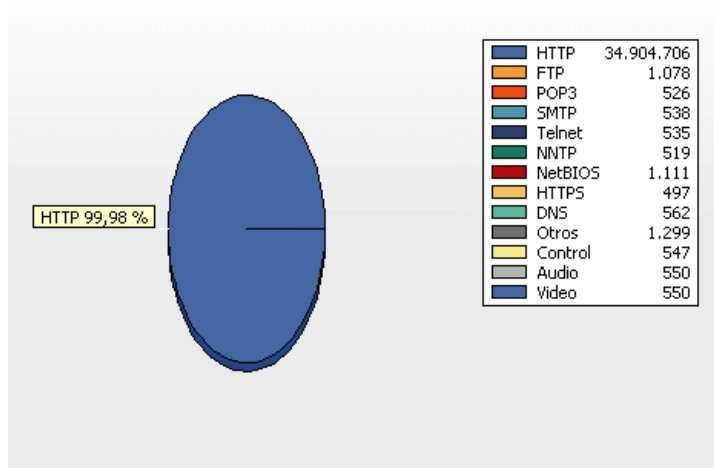 HTTP 34.904.706
FTP 1.078
POP3 526
SMTP 538
Telnet 535
NNTP 519
NetBIOS 1.111
HTTPS 497
DNS 562
Otros 1.299
Control 547
Audio 550
Video 550
HTTP 99,98 %